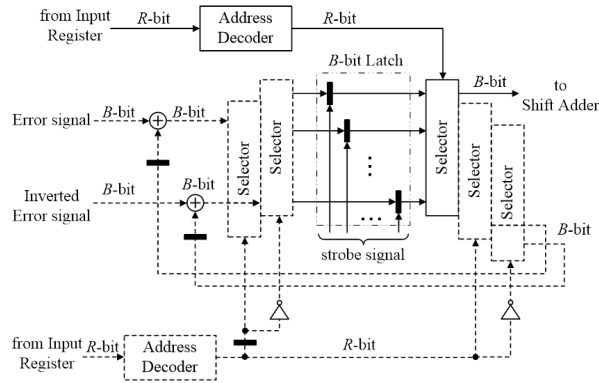 from Input
Register
R-bit
Address
Decoder
R-bit
B-bit Latch
B-bit
to
Shift Adder
Error signal
B-bit
B-bit
Selector
Selector
Selector
Selector
Selector
Inverted
Error signal
B-bit
B-bit
...
...
B-bit
strobe signal
from Input
Register
R-bit
Address
Decoder
R-bit